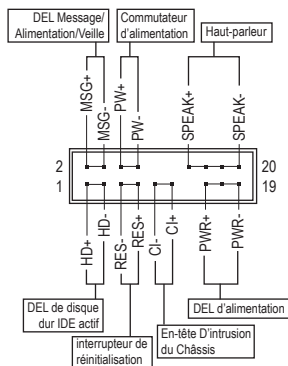 DEL Message/
Alimentation/Veille
Commutateur
d'alimentation
Haut-parleur
MSG+
MSG-
PW+
PW-
SPEAK+
SPEAK-
2
20
1
19
HD+
HD-
RES-
RES+
CI-
CI+
PWR+
PWR-
DEL de disque
dur IDE actif
interrupteur de
réinitialisation
En-tête D'intrusion
du Châssis
DEL d'alimentation